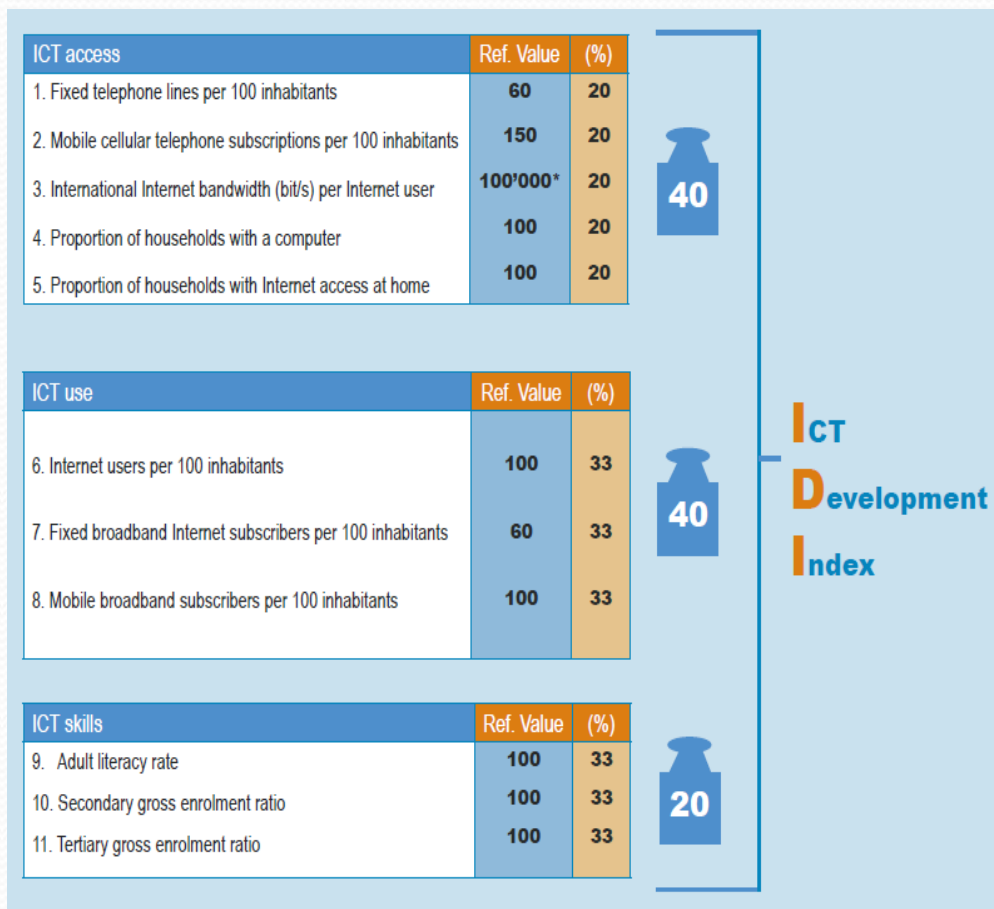 ICT access Ref. Value (%)
1. Fixed telephone lines per 100 inhabitants 60 20
2. Mobile cellular telephone subscriptions per 100 inhabitants 150 20
3. International Internet bandwidth (bit/s) per Internet user 100’000* 20
4. Proportion of households with a computer 100 20
5. Proportion of households with Internet access at home 100 20
40
ICT use Ref. Value (%)
6. Internet users per 100 inhabitants 100 33
7. Fixed broadband Internet subscribers per 100 inhabitants 60 33
8. Mobile broadband subscribers per 100 inhabitants 100 33
40
ICT skills Ref. Value (%)
9. Adult literacy rate 100 33
10. Secondary gross enrolment ratio 100 33
11. Tertiary gross enrolment ratio 100 33
20
ICT
Development
Index